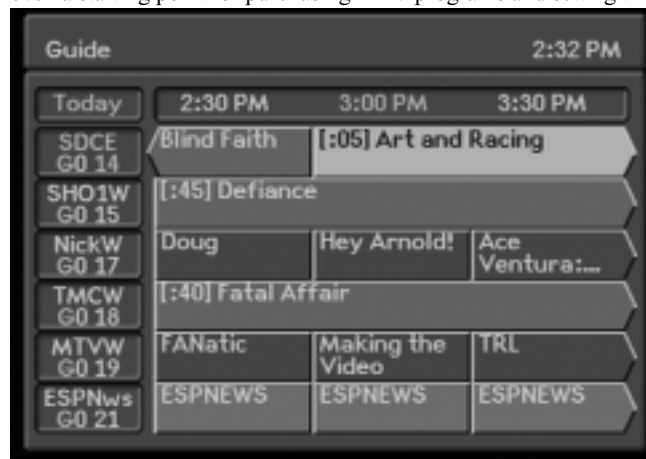 Guide 2:32 PM
Today 2:30 PM 3:00 PM 3:30 PM
SDCE
G0 14
Blind Faith
[:05] Art and Racing
SHO1W
G0 15
[:45] Defiance
NickW
G0 17
Doug
Hey Arnold!
Ace
Ventura:...
TMCW
G0 18
[:40] Fatal Affair
MTVW
G0 19
FANatic
Making the
Video
TRL
ESPNws
G0 21
ESPNEWS
ESPNEWS
ESPNEWS